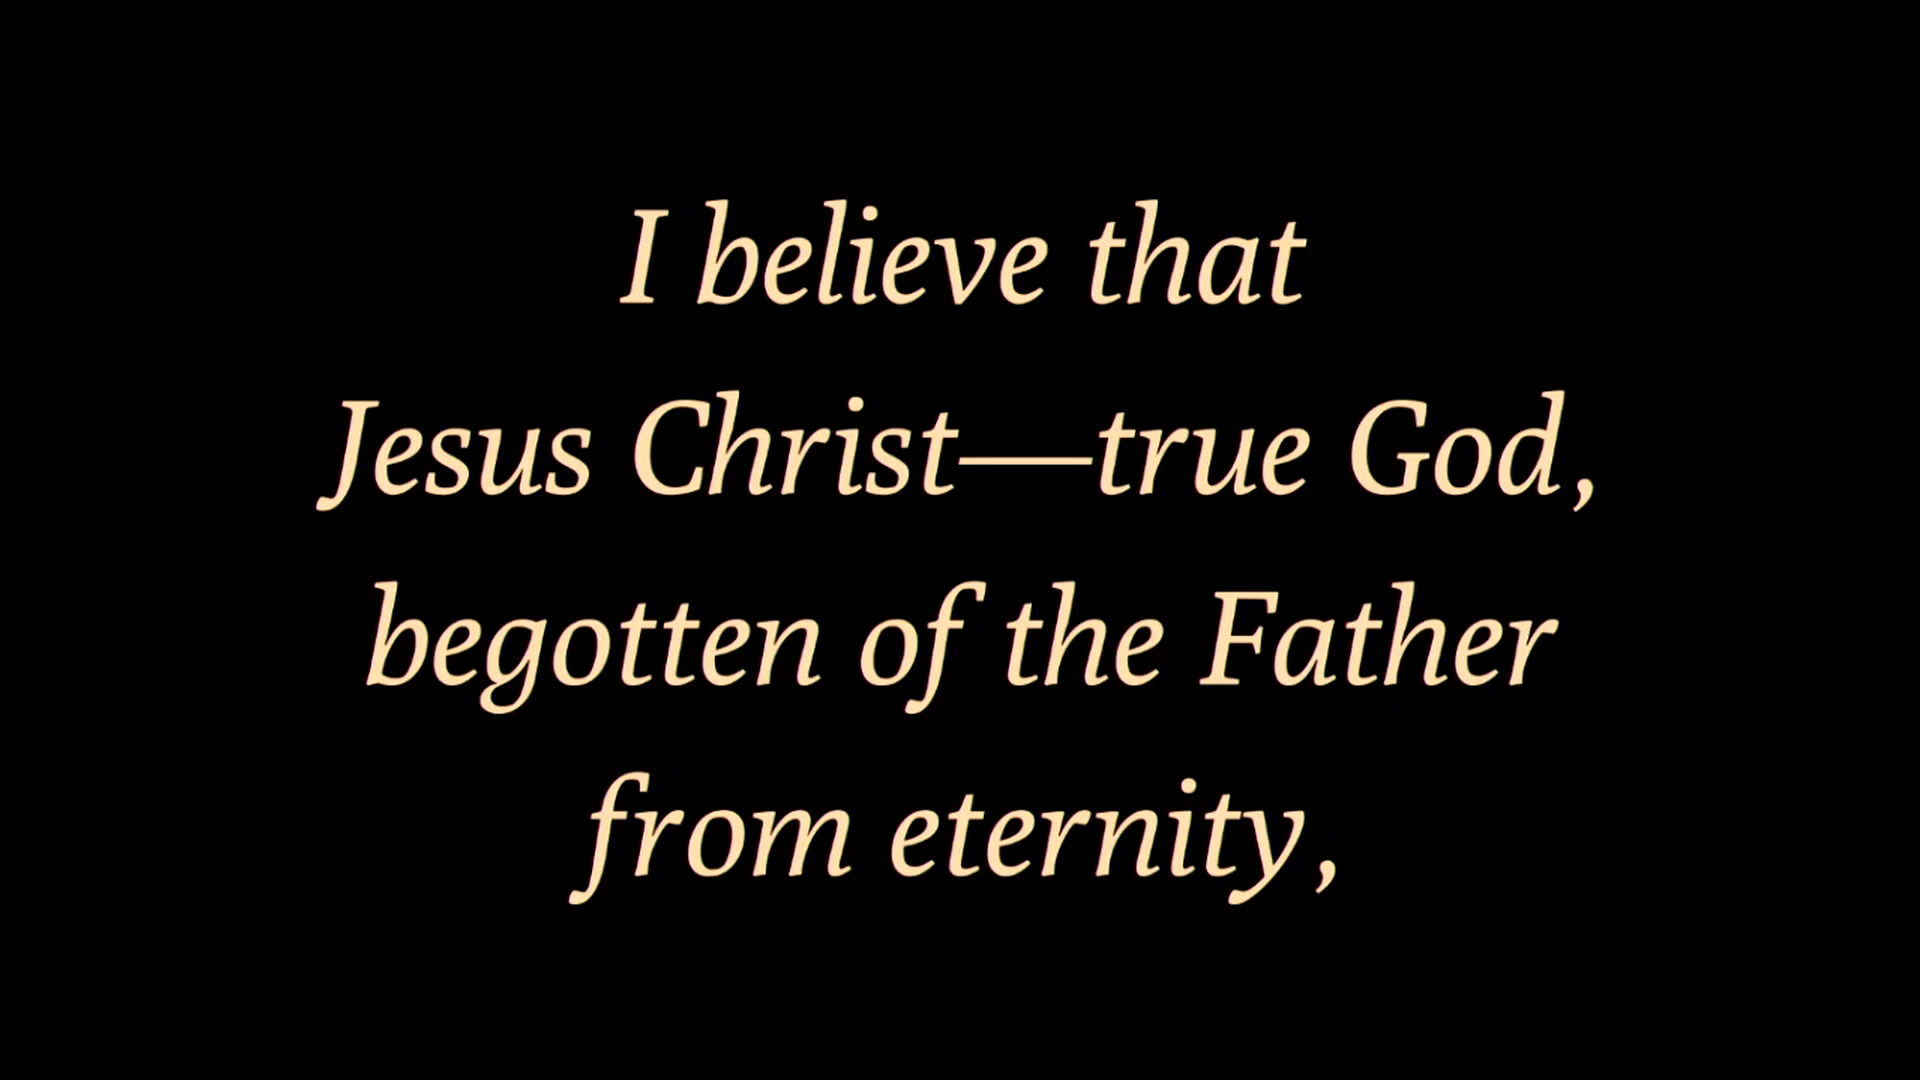 I believe that
Jesus Christ—true God,
begotten of the Father
from eternity,